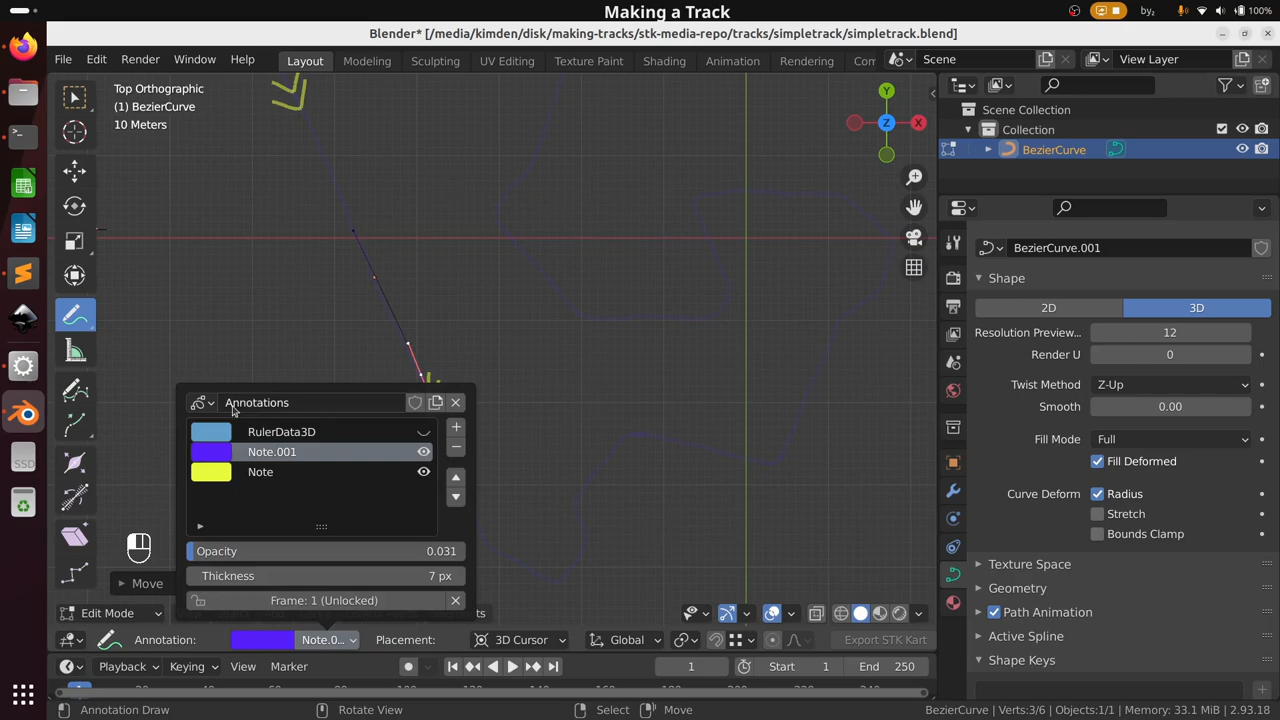 Making a Track
by₂
100%
Blender* [/media/kimden/disk/making-tracks/stk-media-repo/tracks/simpletrack/simpletrack.blend]
File Edit Render Window Help
Layout Modeling Sculpting UV Editing Texture Paint Shading Animation Rendering Com
Scene
View Layer
Top Orthographic
(1) BezierCurve
10 Meters
Y
Z
X
Scene Collection
Collection
BezierCurve
BezierCurve.001
Shape
2D 3D
Resolution Preview... 12
Render U 0
Twist Method Z-Up
Smooth 0.00
Fill Mode Full
Fill Deformed
Curve Deform Radius
Stretch
Bounds Clamp
Texture Space
Geometry
Path Animation
Active Spline
Shape Keys
Annotations
RulerData3D
Note.001
Note
Opacity 0.031
Thickness 7 px
Frame: 1 (Unlocked)
SSD
Move
Edit Mode
ts
Annotation: Note.0... Placement: 3D Cursor Global Export STK Kart
Playback Keying View Marker 1 Start 1 End 250
Annotation Draw Rotate View Select Move BezierCurve | Verts:3/6 | Objects:1/1 | Memory: 33.1 MiB | 2.93.18